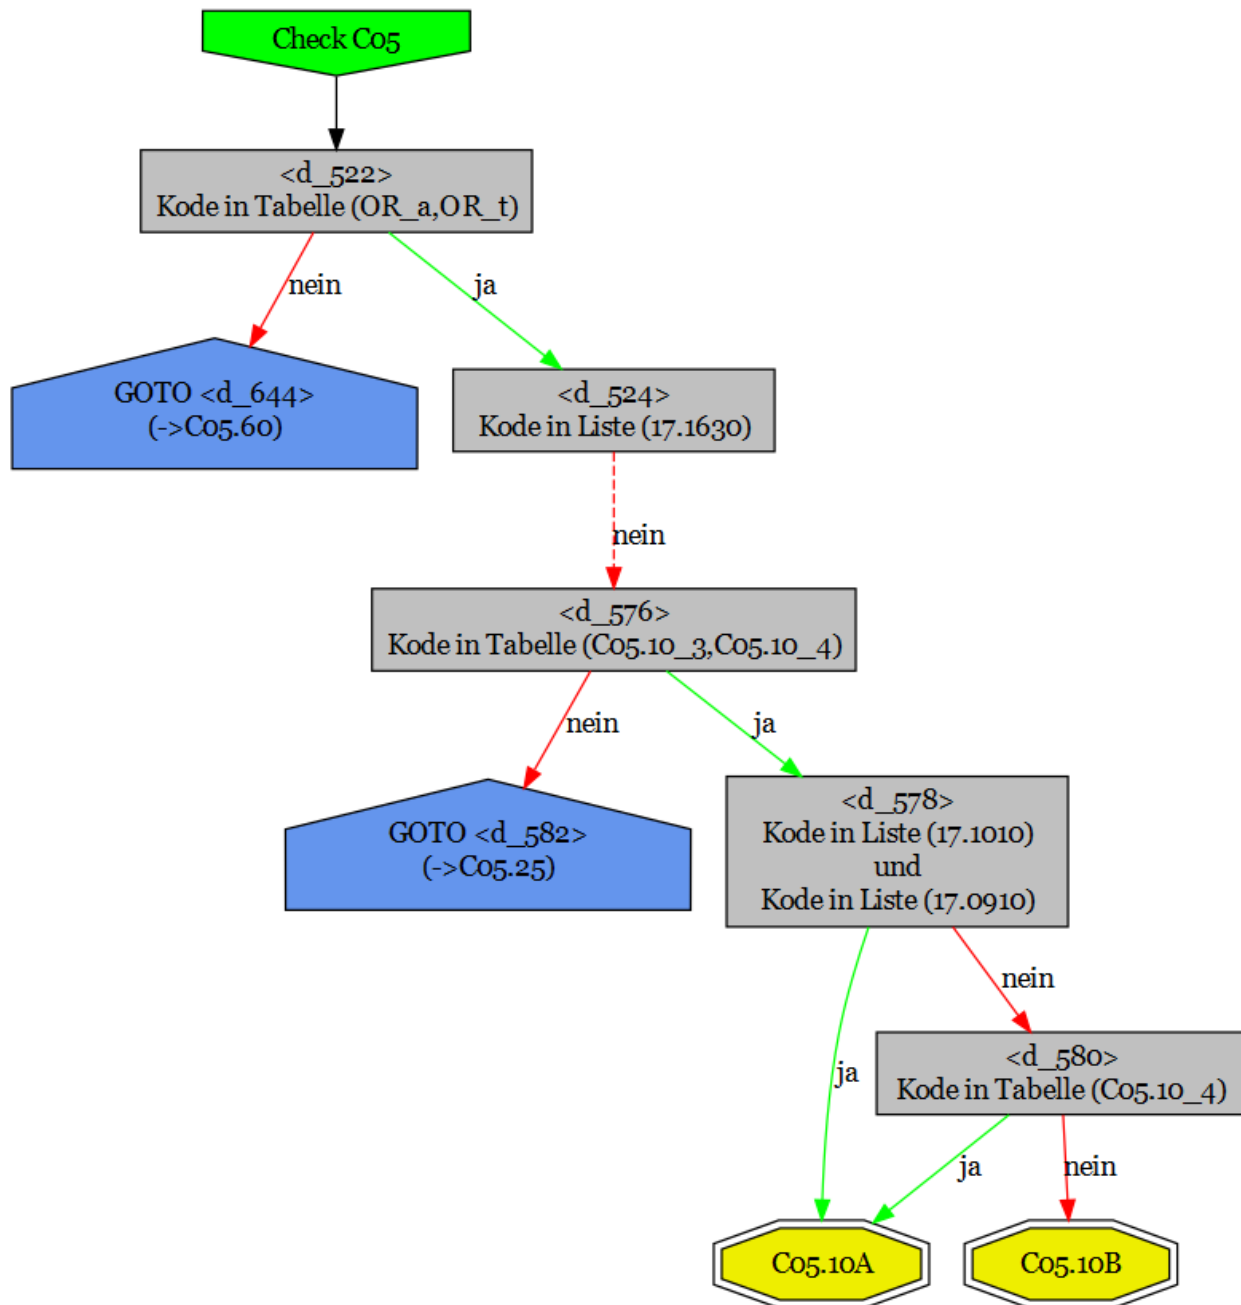 Check C05
<d_522>
Kode in Tabelle (OR_a,OR_t)
nein
ja
GOTO <d_644>
(->C05.60)
<d_524>
Kode in Liste (17.1630)
nein
<d_576>
Kode in Tabelle (C05.10_3,C05.10_4)
nein
ja
GOTO <d_582>
(->C05.25)
<d_578>
Kode in Liste (17.1010)
und
Kode in Liste (17.0910)
nein
ja
<d_580>
Kode in Tabelle (C05.10_4)
ja
nein
C05.10A
C05.10B